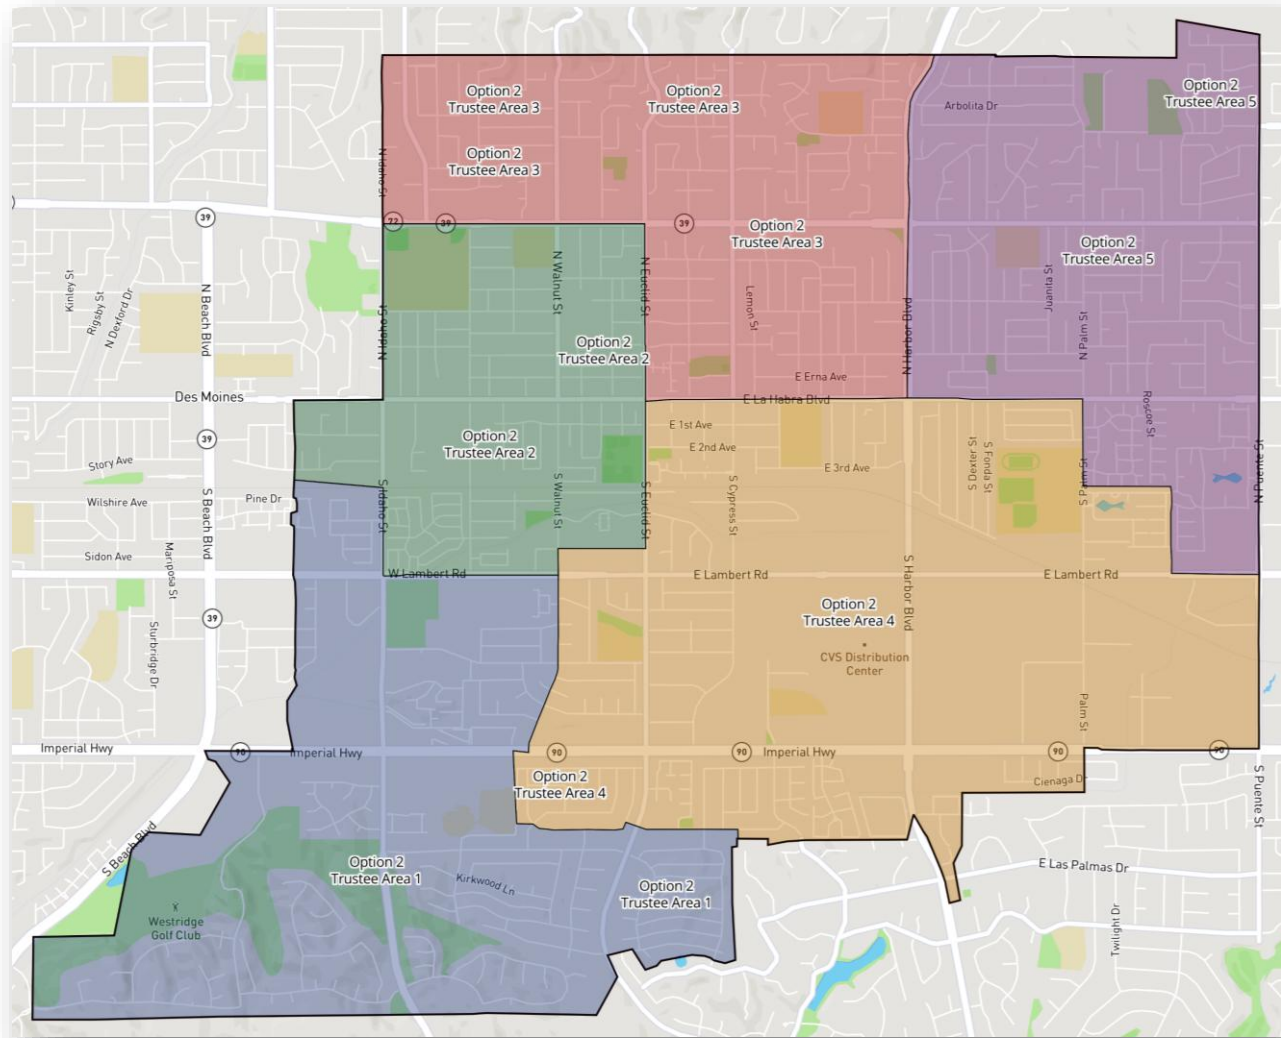 Option 2
Trustee Area 3
Option 2
Trustee Area 3
Option 2
Trustee Area 5
Arbolita Dr
Option 2
Trustee Area 3
N Idaho St
39
72
39
39
Option 2
Trustee Area 3
Option 2
Trustee Area 5
Kinley St
Rigsby St
N Dexford Dr
N Beach Blvd
N Idaho St
N Walnut St
N Euclid St
Lemon St
N Harbor Blvd
Juanita St
N Palm St
Option 2
Trustee Area 2
E Erna Ave
Des Moines
E La Habra Blvd
Roscoe St
39
Option 2
Trustee Area 2
E 1st Ave
E 2nd Ave
E 3rd Ave
S Dexter St
S Fonda St
S Palm St
N Puente St
Story Ave
Wilshire Ave
Pine Dr
S Beach Blvd
S Idaho St
S Walnut St
S Euclid St
S Cypress St
Sidon Ave
Mariposa St
W Lambert Rd
E Lambert Rd
S Harbor Blvd
E Lambert Rd
39
Sturbridge Dr
Option 2
Trustee Area 4
CVS Distribution
Center
Palm St
Imperial Hwy
90
Imperial Hwy
90
90
Imperial Hwy
90
90
Option 2
Trustee Area 4
Cienaga Dr
S Puente St
S Beach Blvd
Option 2
Trustee Area 1
Kirkwood Ln
Option 2
Trustee Area 1
E Las Palmas Dr
Westridge
Golf Club
Twilight Dr